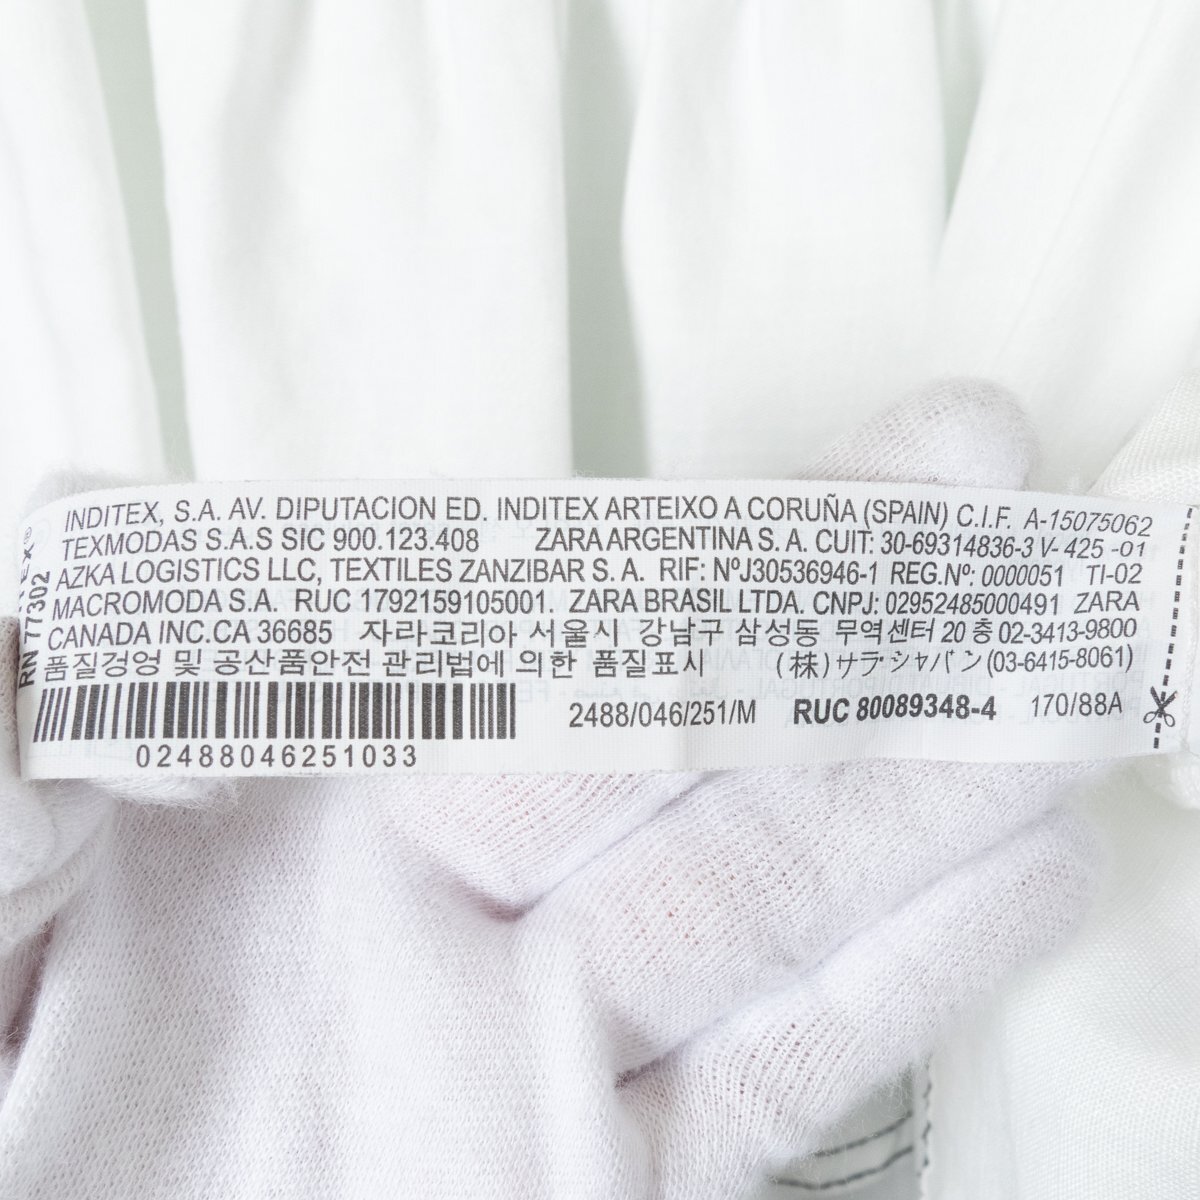 INDITEX, S.A. AV. DIPUTACION ED. INDITEX ARTEIXO A CORUÑA (SPAIN) C.I.F. A-15075062
TEXMODAS S.A.S SIC 900.123.408 ZARA ARGENTINA S. A. CUIT: 30-69314836-3 V- 425 -01
AZKA LOGISTICS LLC, TEXTILES ZANZIBAR S. A. RIF: NºJ30536946-1 REG.Nº: 0000051 TI-02
MACROMODA S.A. RUC 1792159105001. ZARA BRASIL LTDA. CNPJ: 02952485000491 ZARA
CANADA INC.CA 36685 자라코리아 서울시 강남구 삼성동 무역센터 20 층 02-3413-9800
품질겅엉 및 공산품안전 관리법에 의한 품질표시 (株) サラ・シャパン (03-6415-8061)
2488/046/251/M RUC 80089348-4 170/88A
02488046251033
RN 77302